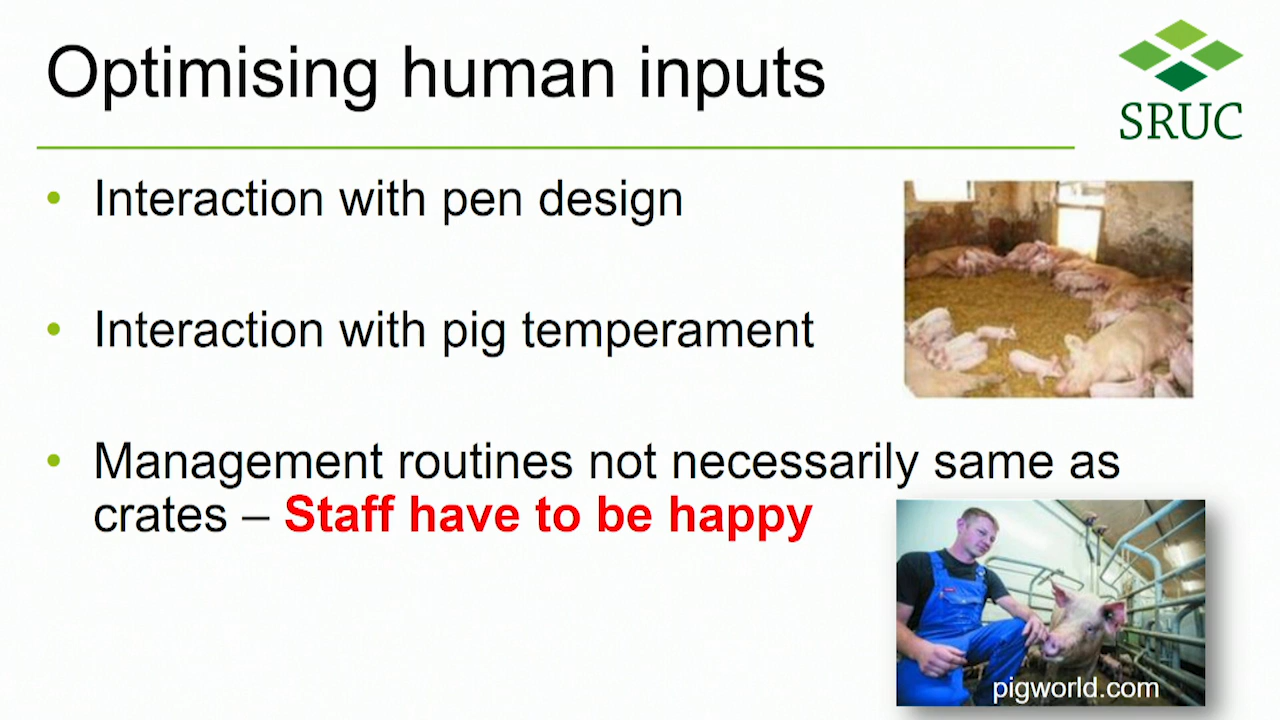 Optimising human inputs
SRUC
• Interaction with pen design
• Interaction with pig temperament
• Management routines not necessarily same as
crates – Staff have to be happy
pigworld.com